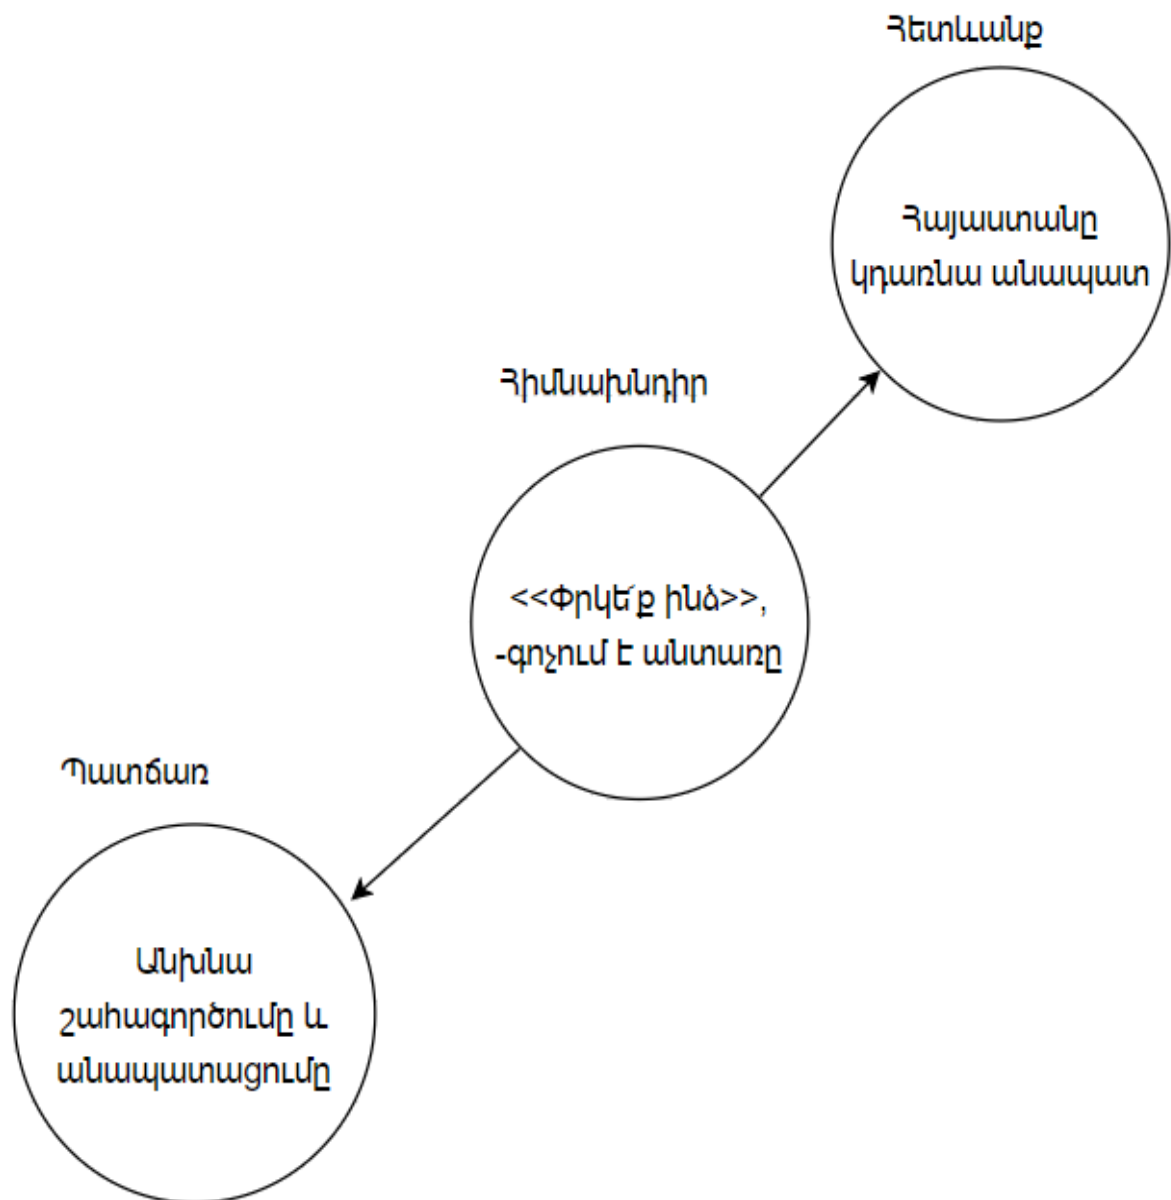 Հետևանք
Հայաստանը
կդառնա անապատ
Հիմնախնդիր
<<Փրկե՛ք ինձ>>,
-գոչում է անտառը
Պատճառ
Անխնա
շահագործումը և
անապատացումը